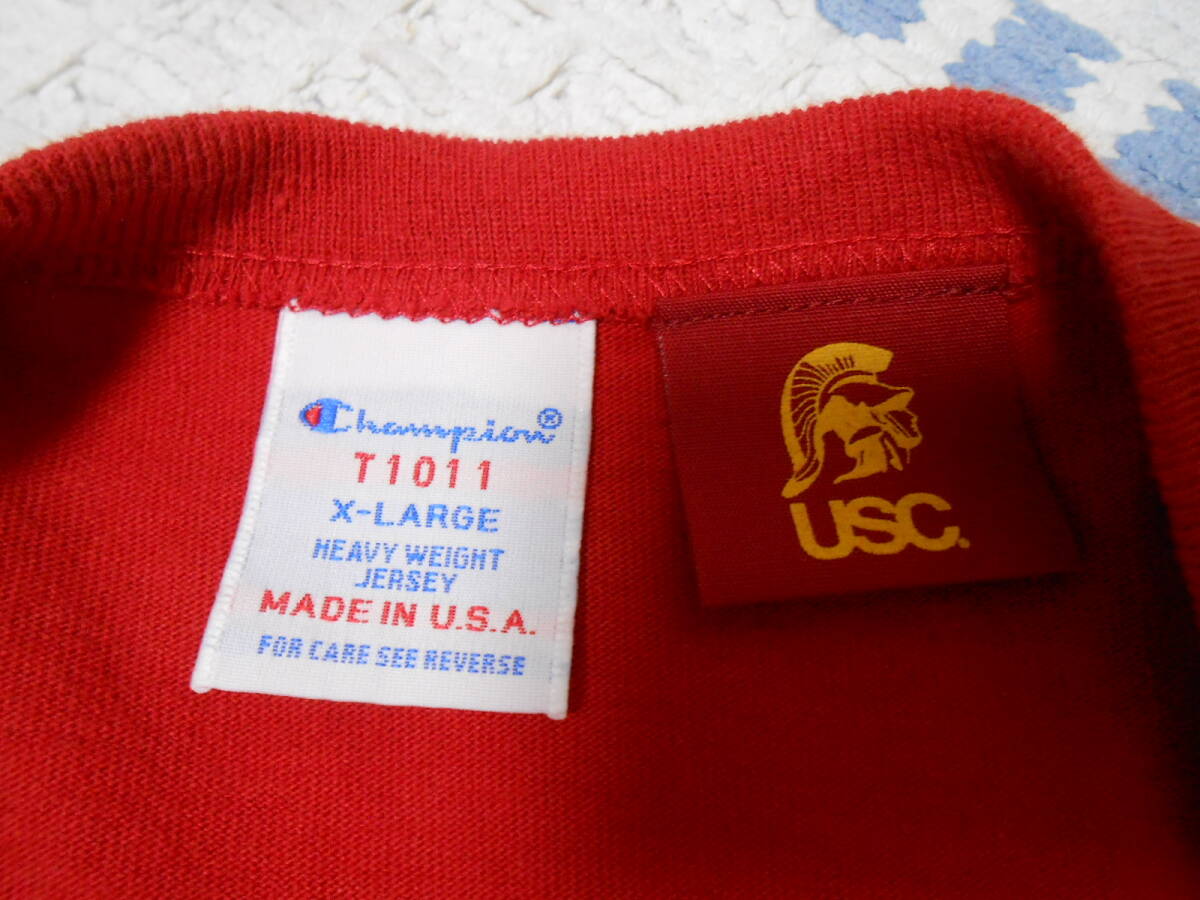 Champion®
T1011
X-LARGE
HEAVY WEIGHT
JERSEY
MADE IN U.S.A.
FOR CARE SEE REVERSE
USC.